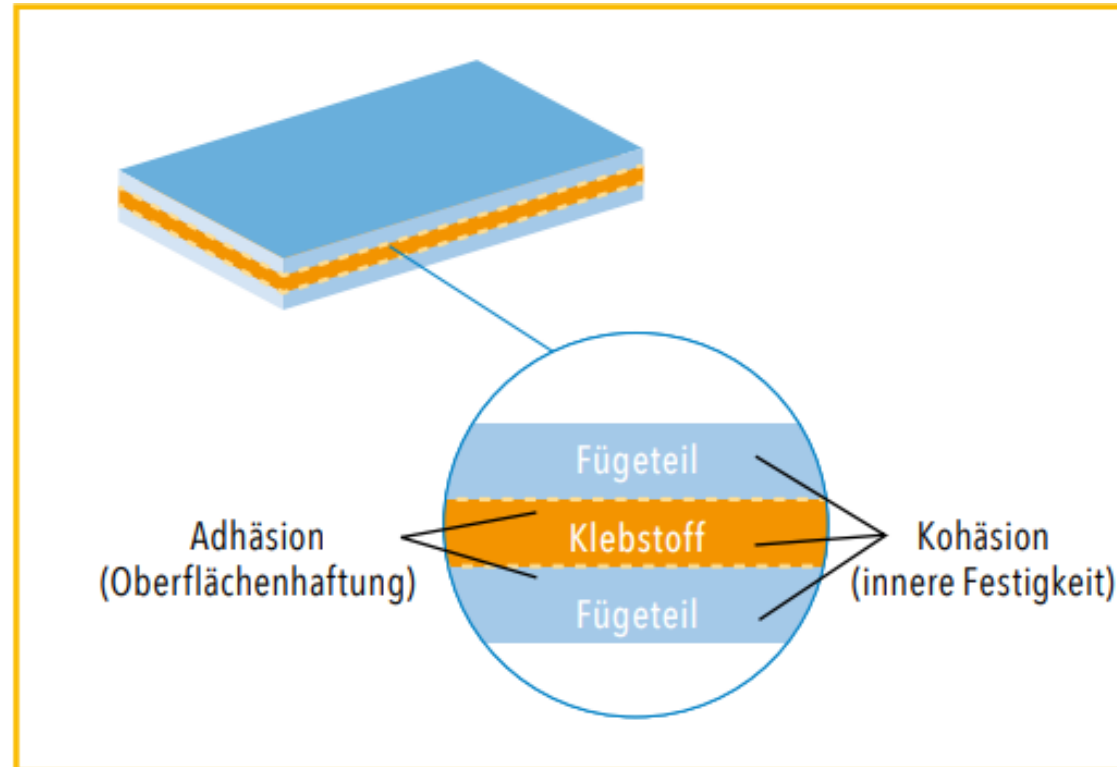 Fügeteil
Klebstoff
Fügeteil
Adhäsion
(Oberflächenhaftung)
Kohäsion
(innere Festigkeit)